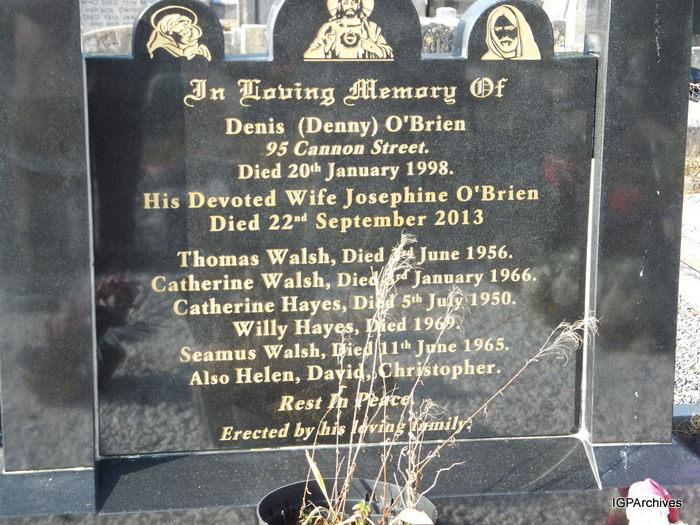 In Loving Memory Of
Denis (Denny) O'Brien
95 Cannon Street.
Died 20th January 1998.
His Devoted Wife Josephine O'Brien
Died 22nd September 2013
Thomas Walsh, Died 3rd June 1956.
Catherine Walsh, Died 3rd January 1966.
Catherine Hayes, Died 5th July 1950.
Willy Hayes, Died 1969.
Seamus Walsh, Died 11th June 1965.
Also Helen, David, Christopher.
Rest In Peace.
Erected by his loving family.
IGPArchives